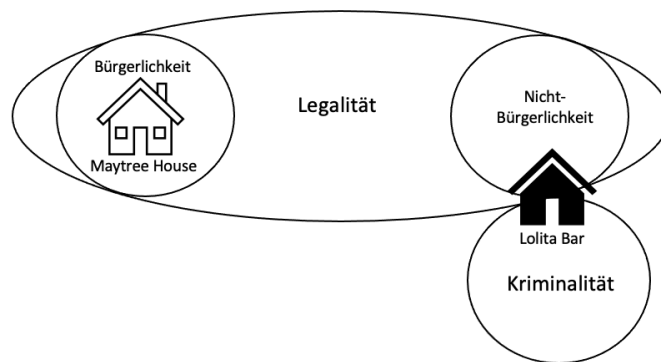 Bürgerlichkeit
Maytree House
Legalität
Nicht-
Bürgerlichkeit
Lolita Bar
Kriminalität